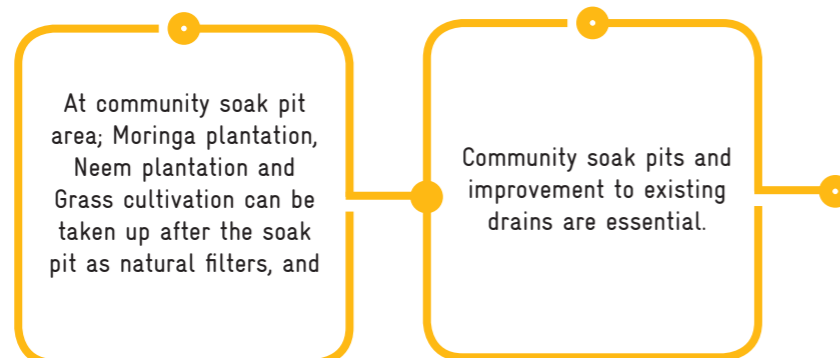 At community soak pit
area; Moringa plantation,
Neem plantation and
Grass cultivation can be
taken up after the soak
pit as natural filters, and
Community soak pits and
improvement to existing
drains are essential.